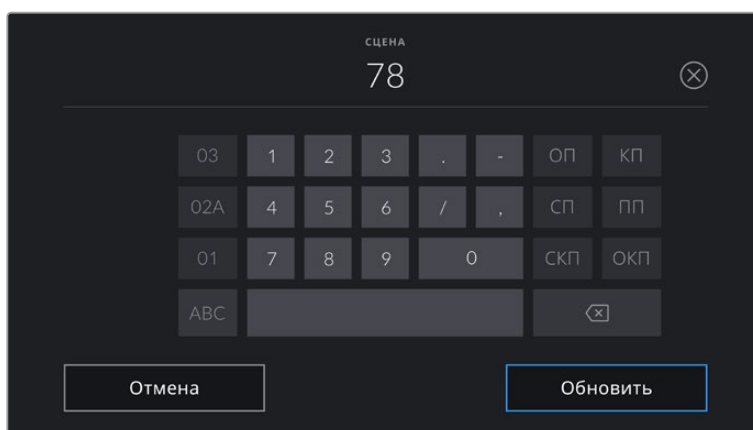 СЦЕНА
78
03 1 2 3 . - ОП КП
02A 4 5 6 / , СП ПП
01 7 8 9 0 СКП ОКП
ABC
Отмена Обновить